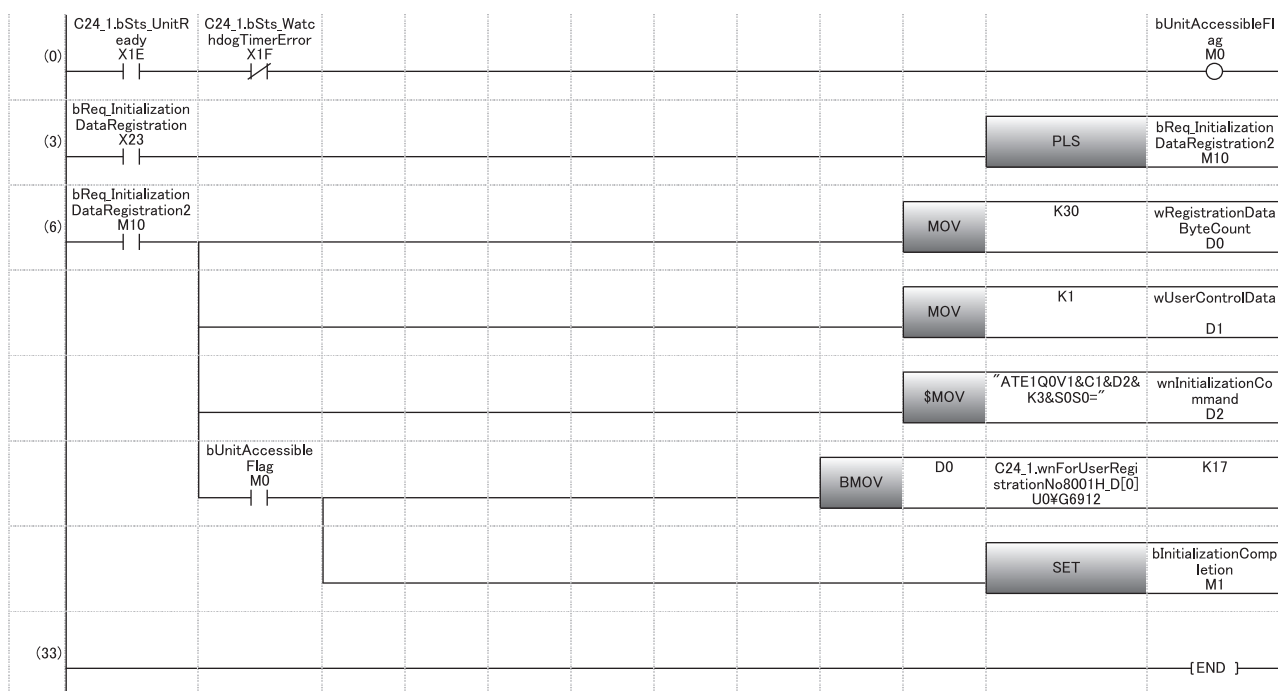 C24_1.bSts_UnitR
eady
X1E
C24_1.bSts_Watc
hdogTimerError
X1F
bUnitAccessibleFl
ag
M0
(0)
bReq_Initialization
DataRegistration
X23
(3)
PLS
bReq_Initialization
DataRegistration2
M10
bReq_Initialization
DataRegistration2
M10
(6)
MOV
K30
wRegistrationData
ByteCount
D0
MOV
K1
wUserControlData
D1
$MOV
"ATE1Q0V1&C1&D2&
K3&S0S0="
wnInitializationCo
mmand
D2
bUnitAccessible
Flag
M0
BMOV
D0
C24_1.wnForUserRegi
strationNo8001H_D[0]
U0¥G6912
K17
SET
bInitializationComp
letion
M1
(33)
[END ]